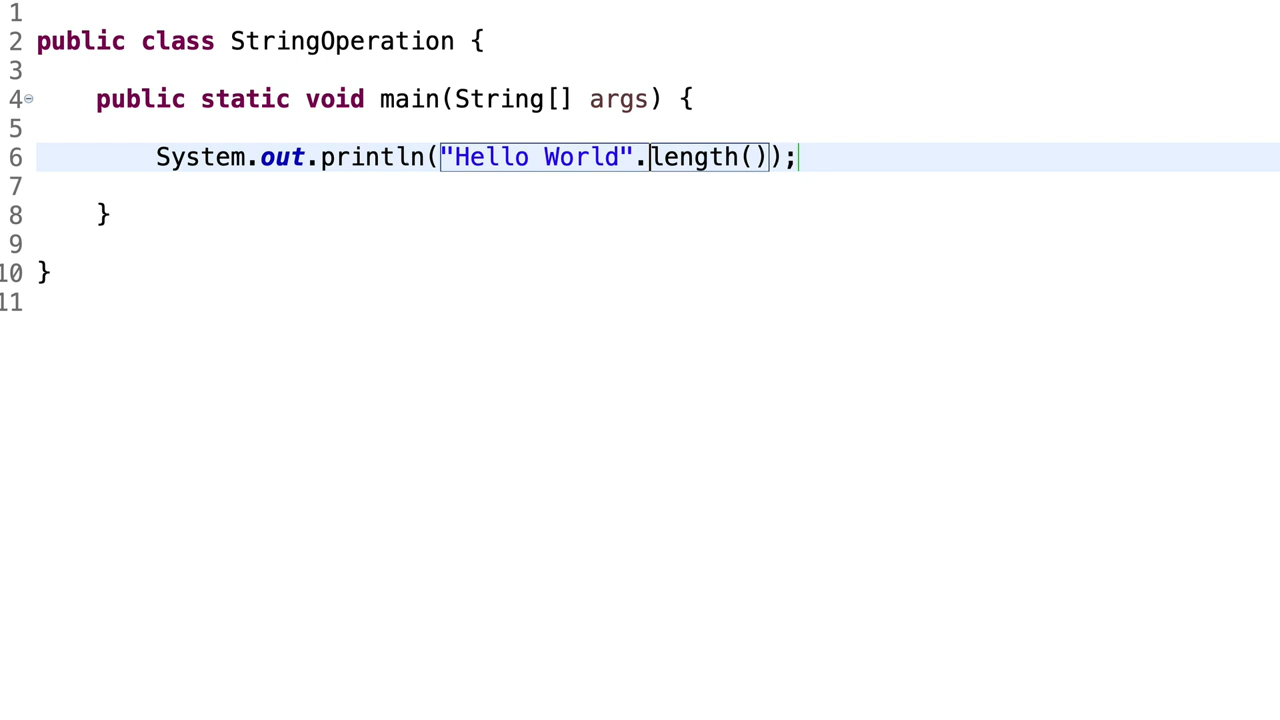 1
2 public class StringOperation {
3
4 public static void main(String[] args) {
5
6 System.out.println("Hello World".length());
7
8 }
9
10 }
11